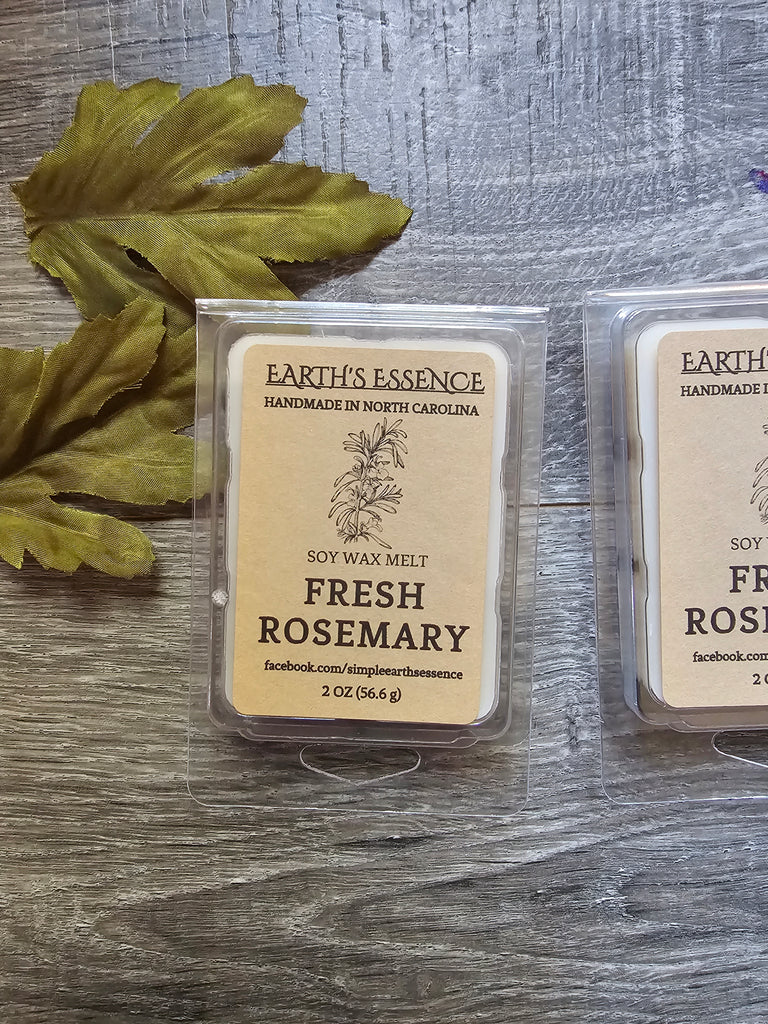 EARTH'S ESSENCE
HANDMADE IN NORTH CAROLINA
SOY WAX MELT
FRESH
ROSEMARY
facebook.com/simpleearthsessence
2 OZ (56.6 g)
EARTH'
HANDMADE I
SOY
FR
ROSE
facebook.com
2